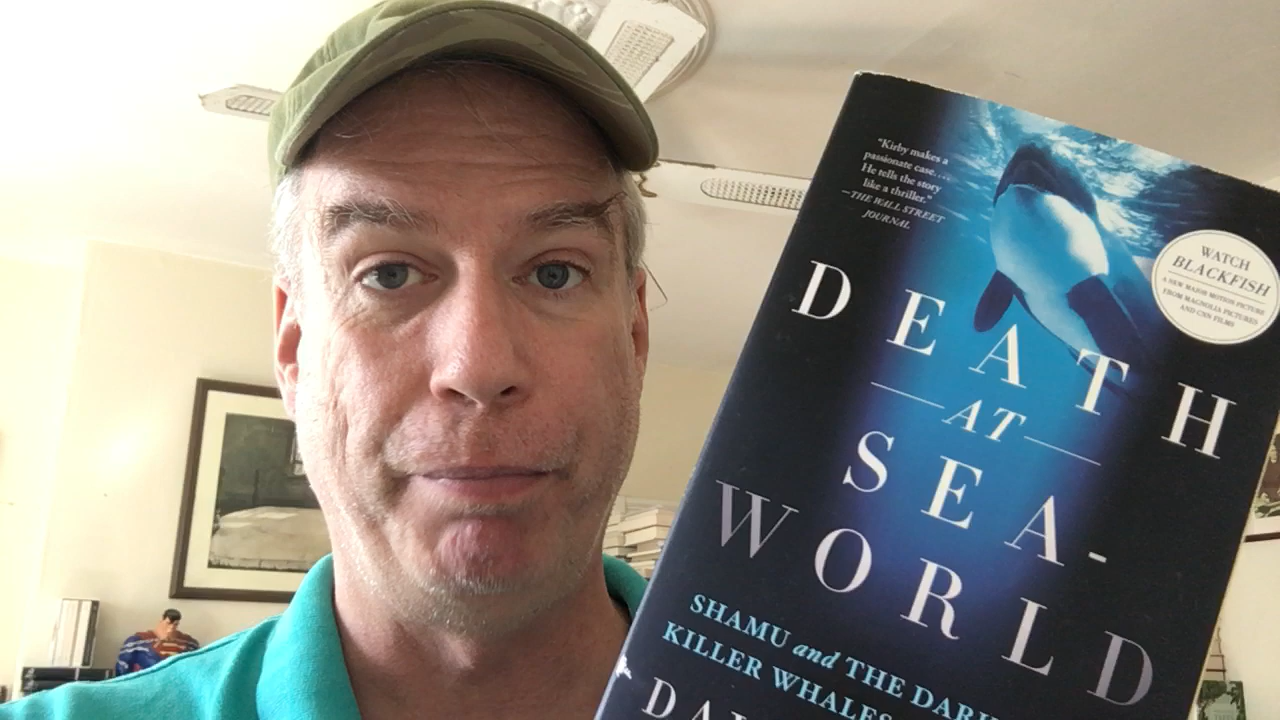 "Kirby makes a
passionate case....
He tells the story
like a thriller."
—THE WALL STREET
JOURNAL
WATCH
BLACKFISH
A NEW MAJOR MOTION PICTURE
FROM MAGNOLIA PICTURES
AND CNN FILMS
DEATH
AT
SEA-
WORLD
SHAMU and THE DARK
KILLER WHALES
DAV